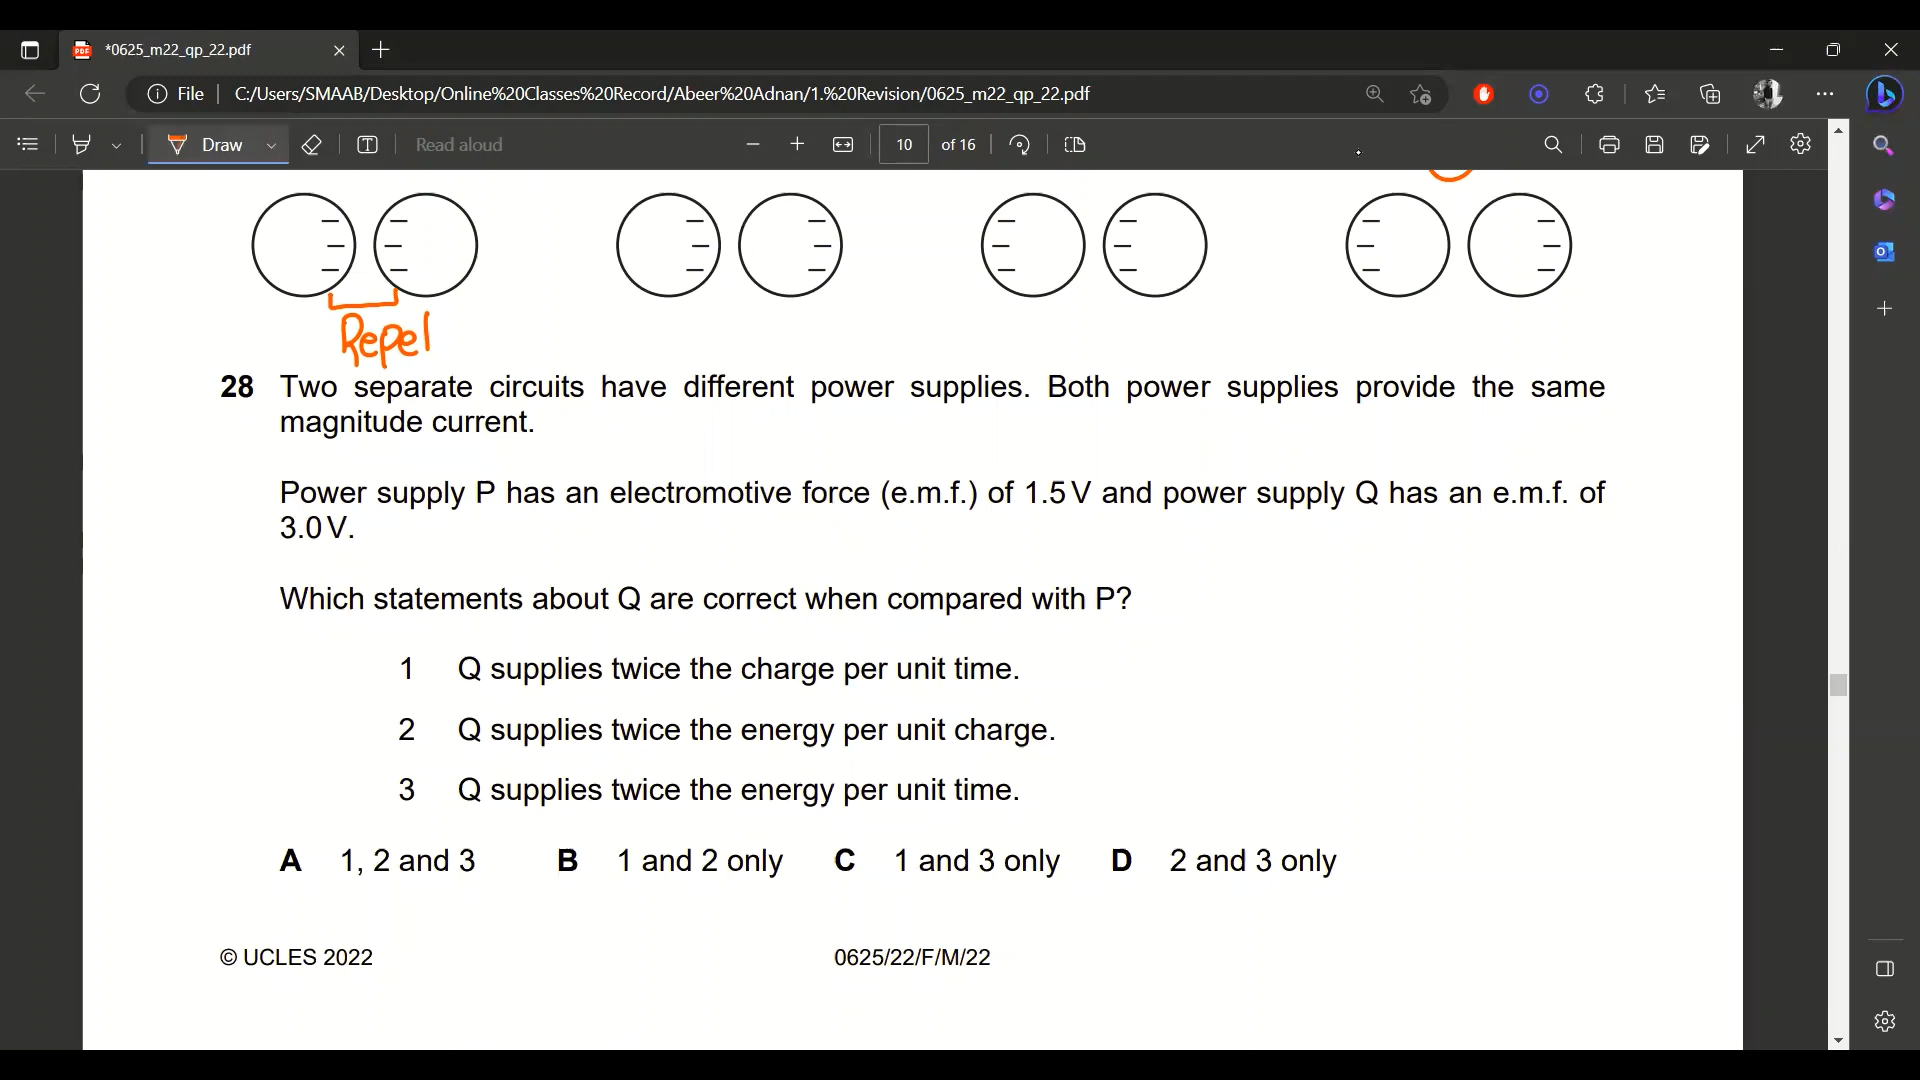 *0625_m22_qp_22.pdf
File C:/Users/SMAAB/Desktop/Online%20Classes%20Record/Abeer%20Adnan/1.%20Revision/0625_m22_qp_22.pdf
Draw Read aloud 10 of 16
Repel
28 Two separate circuits have different power supplies. Both power supplies provide the same
magnitude current.
Power supply P has an electromotive force (e.m.f.) of 1.5 V and power supply Q has an e.m.f. of
3.0 V.
Which statements about Q are correct when compared with P?
1 Q supplies twice the charge per unit time.
2 Q supplies twice the energy per unit charge.
3 Q supplies twice the energy per unit time.
A 1, 2 and 3 B 1 and 2 only C 1 and 3 only D 2 and 3 only
© UCLES 2022 0625/22/F/M/22